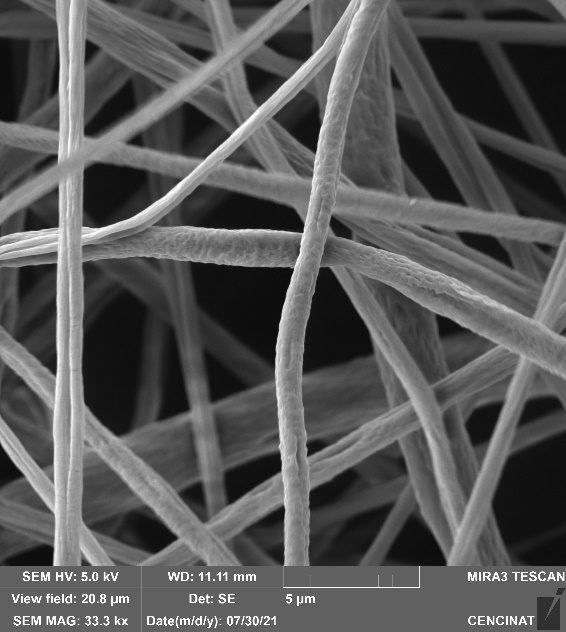 SEM HV: 5.0 kV WD: 11.11 mm MIRA3 TESCAN
View field: 20.8 µm Det: SE 5 µm
SEM MAG: 33.3 kx Date(m/d/y): 07/30/21 CENCINAT